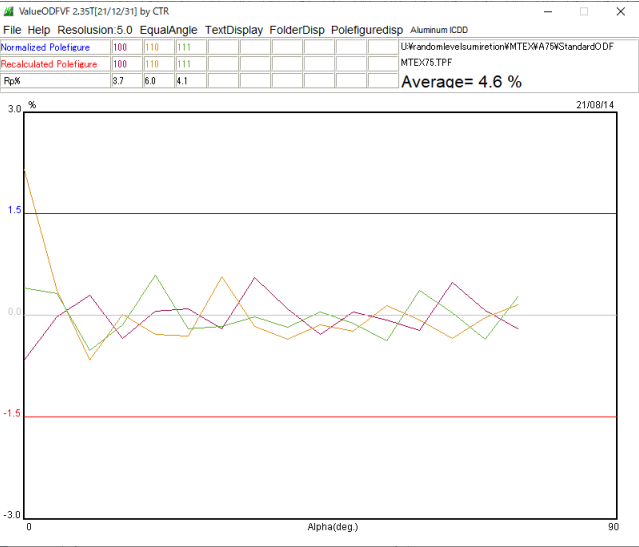 ValueODFVF 2.35T[21/12/31] by CTR
File Help Resolusion:5.0 EqualAngle TextDisplay FolderDisp Polefiguredisp Aluminum ICDD
Normalized Polefigure 100 110 111
U:¥randomlevelsumiretion¥MTEX¥A75¥StandardODF
Recalculated Polefigure 100 110 111
MTEX75.TPF
Rp% 3.7 6.0 4.1
Average= 4.6 %
3.0 % 21/08/14
1.5
0.0
-1.5
-3.0
0 Alpha(deg.) 90